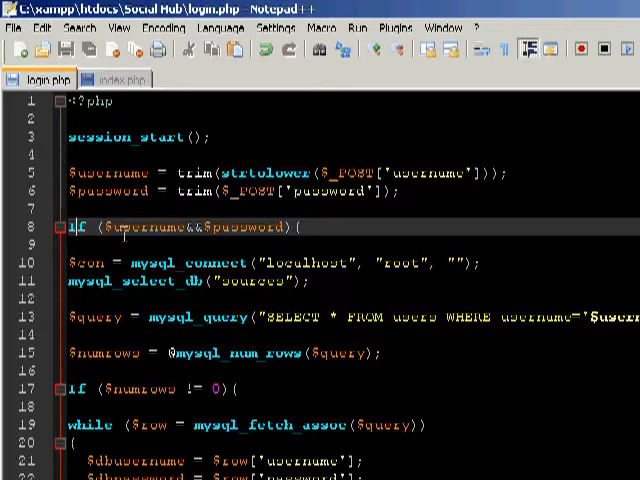 C:\xampp\htdocs\Social Hub\login.php - Notepad++
File Edit Search View Encoding Language Settings Macro Run Plugins Window ?
login.php index.php
1 <?php
2
3 session_start();
4
5 $username = trim(strtolower($_POST['username']));
6 $password = trim($_POST['password']);
7
8 if ($username&&$password){
9
10 $con = mysql_connect("localhost", "root", "");
11 mysql_select_db("sources");
12
13 $query = mysql_query("SELECT * FROM users WHERE username='$usern
14
15 $numrows = @mysql_num_rows($query);
16
17 if ($numrows != 0){
18
19 while ($row = mysql_fetch_assoc($query))
20 {
21 $dbusername = $row['username'];
22 $dbpassword = $row['password'];